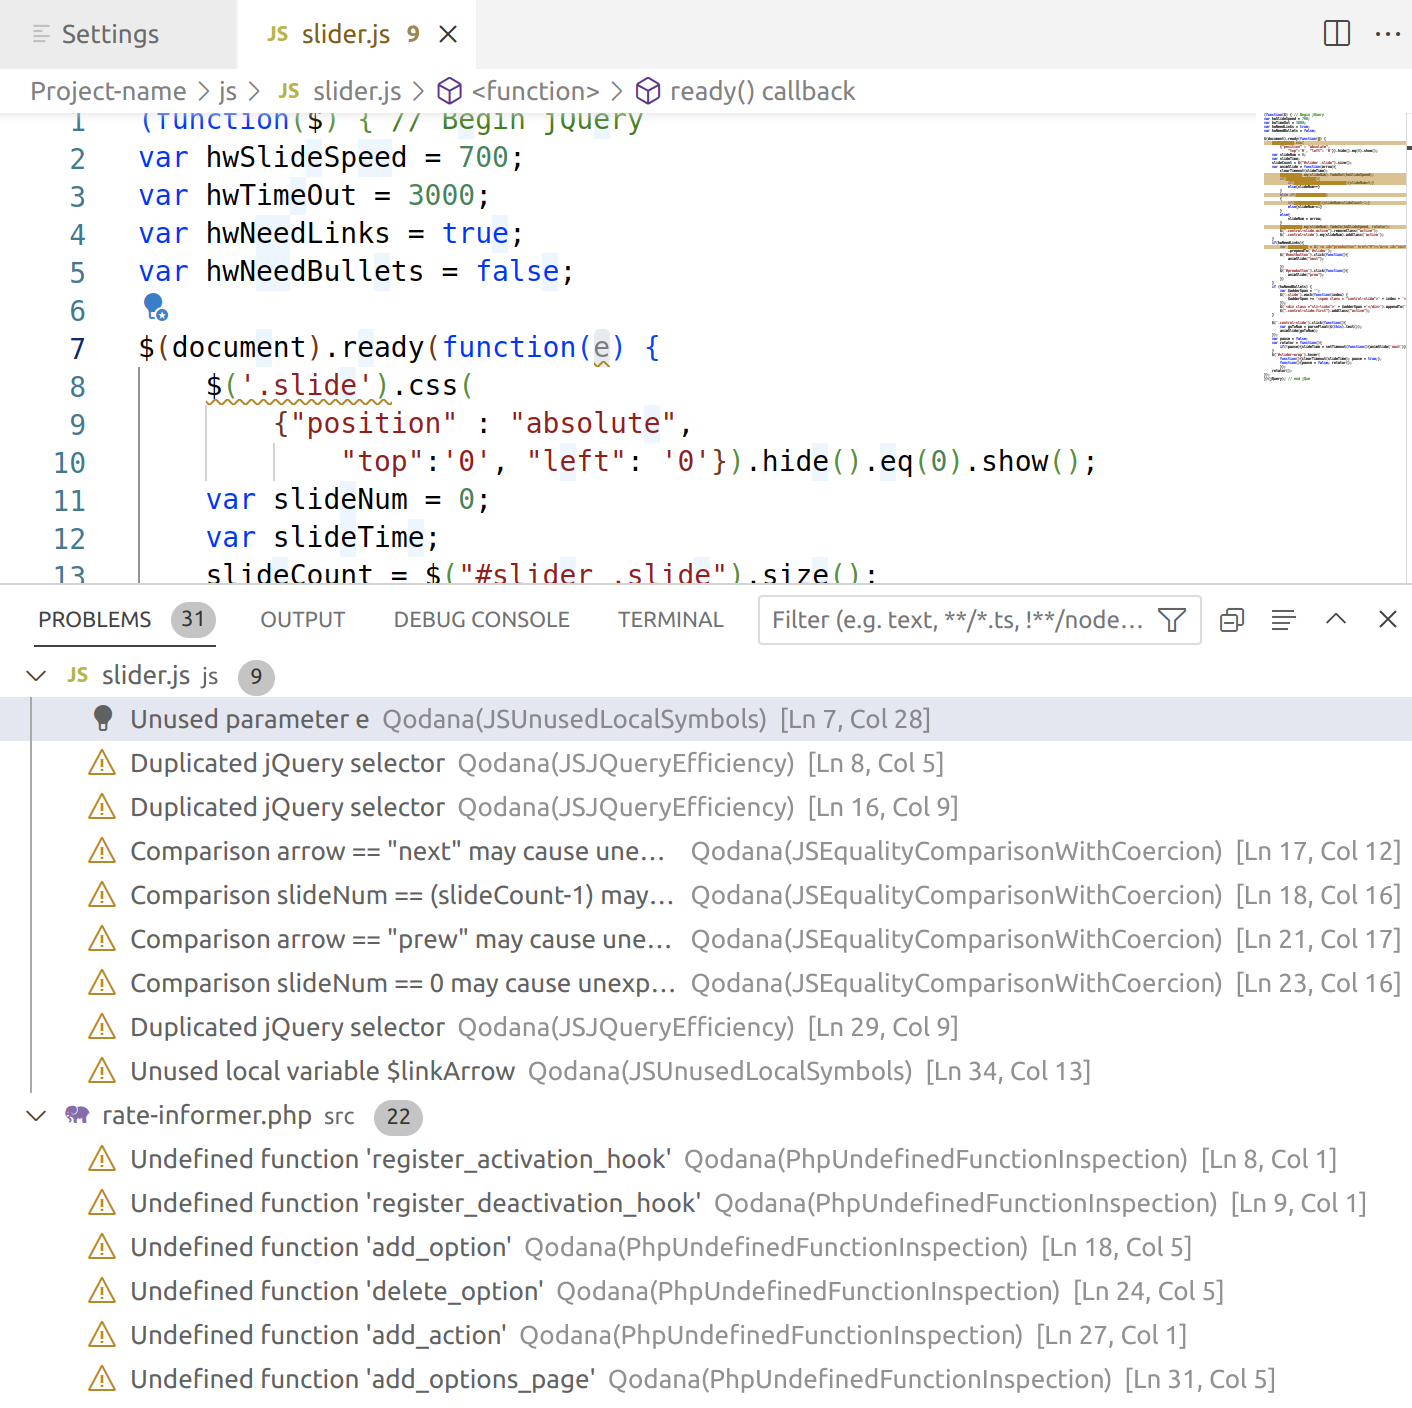 Settings JS slider.js 9
Project-name > js > JS slider.js > <function> > ready() callback
1 (function($) { // Begin jQuery
2 var hwSlideSpeed = 700;
3 var hwTimeOut = 3000;
4 var hwNeedLinks = true;
5 var hwNeedBullets = false;
6
7 $(document).ready(function(e) {
8 $('.slide').css(
9 {"position" : "absolute",
10 "top":'0', "left": '0'}).hide().eq(0).show();
11 var slideNum = 0;
12 var slideTime;
13 slideCount = $("#slider .slide").size();
PROBLEMS 31 OUTPUT DEBUG CONSOLE TERMINAL Filter (e.g. text, **/*.ts, !**/node...
JS slider.js js 9
Unused parameter e Qodana(JSUnusedLocalSymbols) [Ln 7, Col 28]
Duplicated jQuery selector Qodana(JSJQueryEfficiency) [Ln 8, Col 5]
Duplicated jQuery selector Qodana(JSJQueryEfficiency) [Ln 16, Col 9]
Comparison arrow == "next" may cause une... Qodana(JSEqualityComparisonWithCoercion) [Ln 17, Col 12]
Comparison slideNum == (slideCount-1) may... Qodana(JSEqualityComparisonWithCoercion) [Ln 18, Col 16]
Comparison arrow == "prew" may cause une... Qodana(JSEqualityComparisonWithCoercion) [Ln 21, Col 17]
Comparison slideNum == 0 may cause unexp... Qodana(JSEqualityComparisonWithCoercion) [Ln 23, Col 16]
Duplicated jQuery selector Qodana(JSJQueryEfficiency) [Ln 29, Col 9]
Unused local variable $linkArrow Qodana(JSUnusedLocalSymbols) [Ln 34, Col 13]
rate-informer.php src 22
Undefined function 'register_activation_hook' Qodana(PhpUndefinedFunctionInspection) [Ln 8, Col 1]
Undefined function 'register_deactivation_hook' Qodana(PhpUndefinedFunctionInspection) [Ln 9, Col 1]
Undefined function 'add_option' Qodana(PhpUndefinedFunctionInspection) [Ln 18, Col 5]
Undefined function 'delete_option' Qodana(PhpUndefinedFunctionInspection) [Ln 24, Col 5]
Undefined function 'add_action' Qodana(PhpUndefinedFunctionInspection) [Ln 27, Col 1]
Undefined function 'add_options_page' Qodana(PhpUndefinedFunctionInspection) [Ln 31, Col 5]